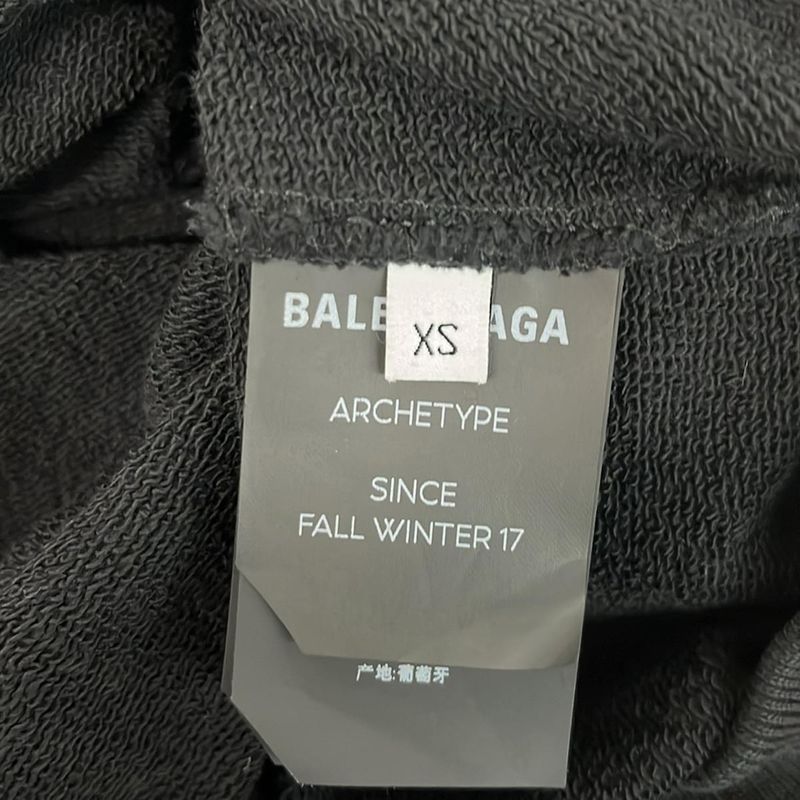 BALE AGA
XS
ARCHETYPE
SINCE
FALL WINTER 17
产地:葡萄牙